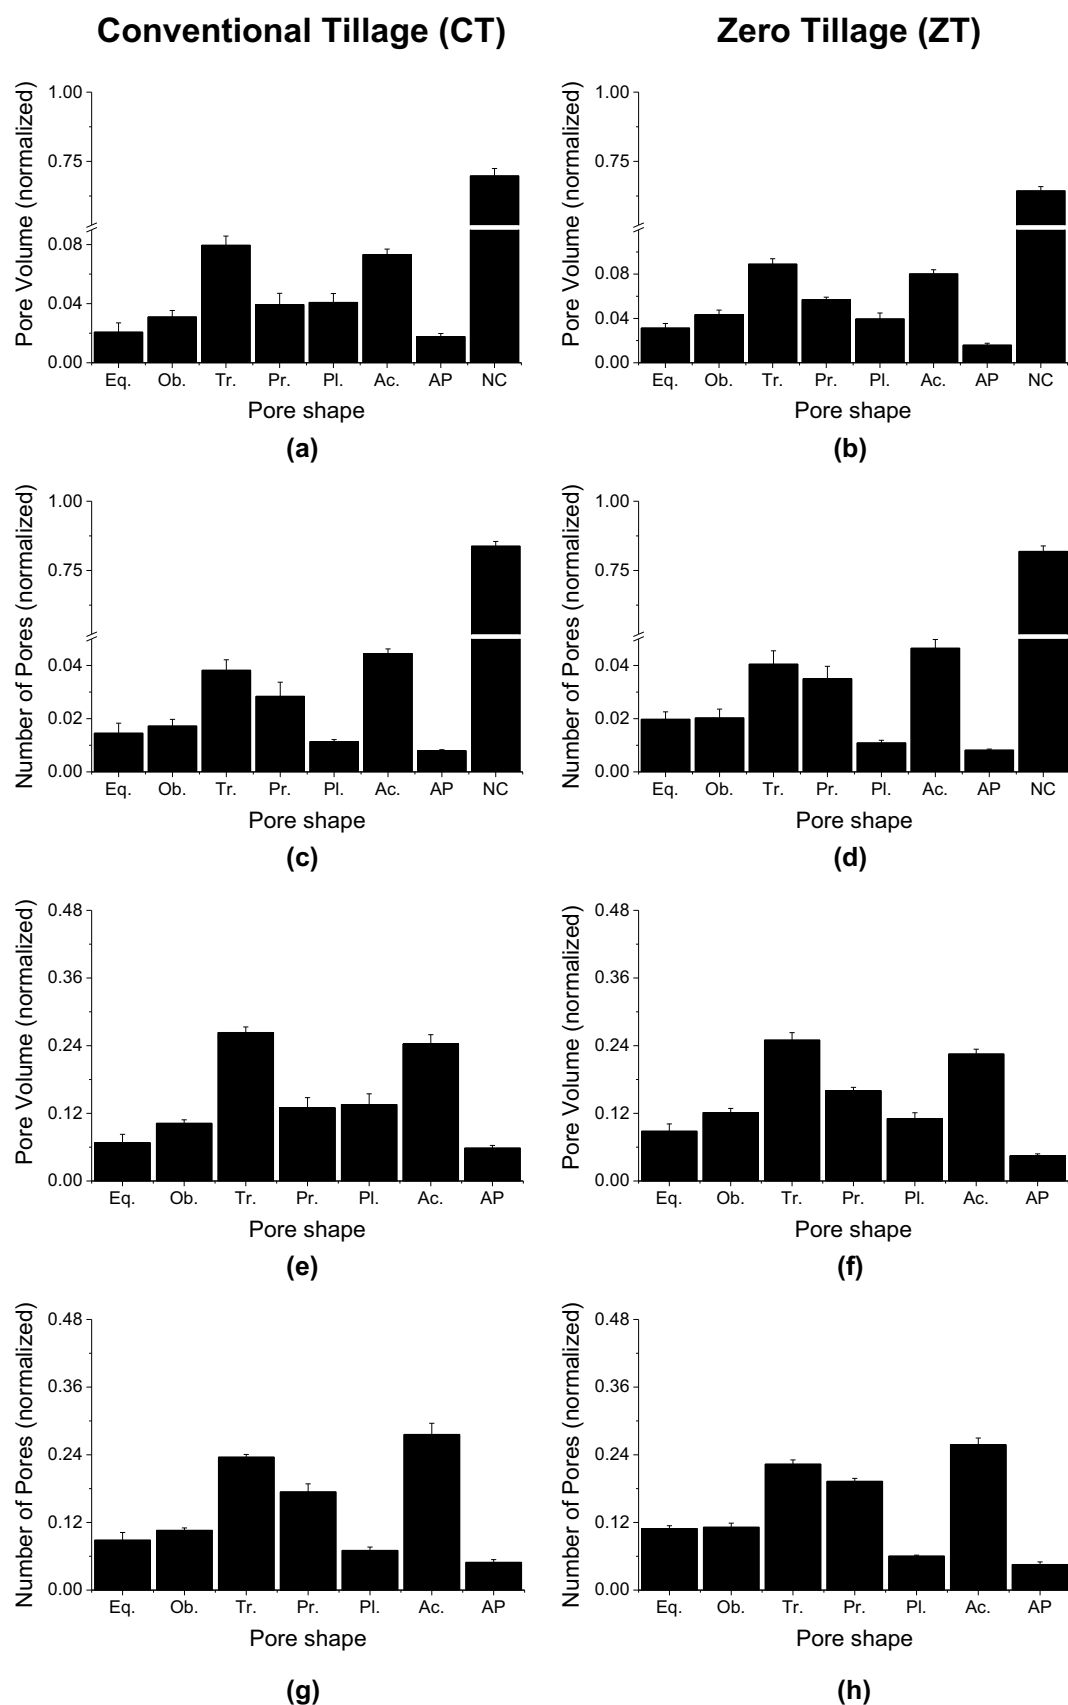 Conventional Tillage (CT)
Zero Tillage (ZT)
Pore Volume (normalized)
1.00
0.75
0.08
0.04
0.00
Eq. Ob. Tr. Pr. Pl. Ac. AP NC
Pore shape
(a)
Pore Volume (normalized)
1.00
0.75
0.08
0.04
0.00
Eq. Ob. Tr. Pr. Pl. Ac. AP NC
Pore shape
(b)
Number of Pores (normalized)
1.00
0.75
0.04
0.02
0.00
Eq. Ob. Tr. Pr. Pl. Ac. AP NC
Pore shape
(c)
Number of Pores (normalized)
1.00
0.75
0.04
0.02
0.00
Eq. Ob. Tr. Pr. Pl. Ac. AP NC
Pore shape
(d)
Pore Volume (normalized)
0.48
0.36
0.24
0.12
0.00
Eq. Ob. Tr. Pr. Pl. Ac. AP
Pore shape
(e)
Pore Volume (normalized)
0.48
0.36
0.24
0.12
0.00
Eq. Ob. Tr. Pr. Pl. Ac. AP
Pore shape
(f)
Number of Pores (normalized)
0.48
0.36
0.24
0.12
0.00
Eq. Ob. Tr. Pr. Pl. Ac. AP
Pore shape
(g)
Number of Pores (normalized)
0.48
0.36
0.24
0.12
0.00
Eq. Ob. Tr. Pr. Pl. Ac. AP
Pore shape
(h)